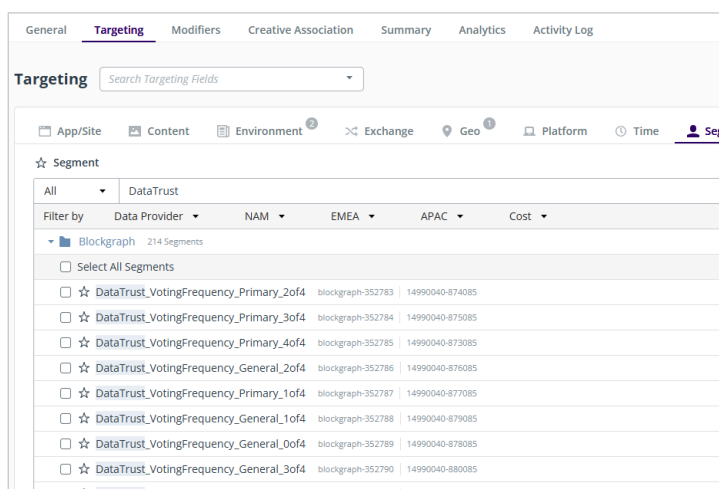 General Targeting Modifiers Creative Association Summary Analytics Activity Log
Targeting Search Targeting Fields
App/Site Content Environment 2 Exchange Geo 1 Platform Time Seg
Segment
All DataTrust
Filter by Data Provider NAM EMEA APAC Cost
Blockgraph 214 Segments
Select All Segments
DataTrust_VotingFrequency_Primary_2of4 blockgraph-352783 14990040-874085
DataTrust_VotingFrequency_Primary_3of4 blockgraph-352784 14990040-875085
DataTrust_VotingFrequency_Primary_4of4 blockgraph-352785 14990040-873085
DataTrust_VotingFrequency_General_2of4 blockgraph-352786 14990040-876085
DataTrust_VotingFrequency_Primary_1of4 blockgraph-352787 14990040-877085
DataTrust_VotingFrequency_General_1of4 blockgraph-352788 14990040-879085
DataTrust_VotingFrequency_General_0of4 blockgraph-352789 14990040-878085
DataTrust_VotingFrequency_General_3of4 blockgraph-352790 14990040-880085